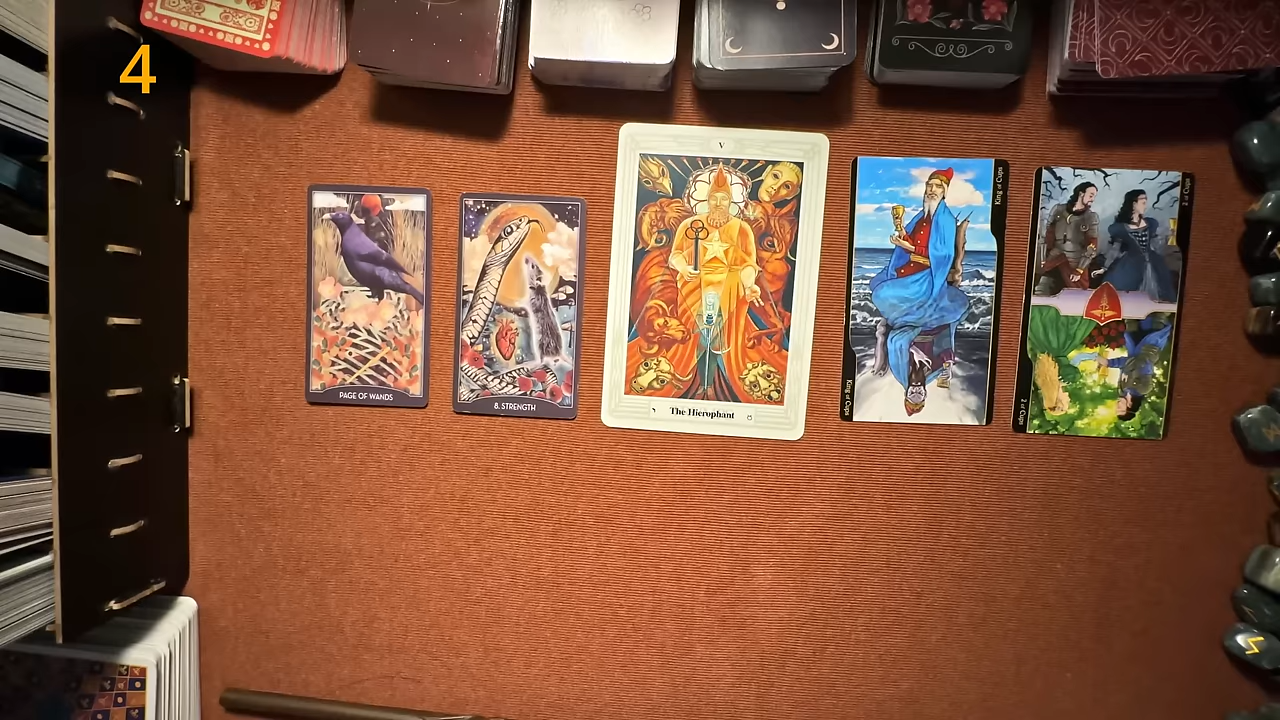 4
PAGE OF WANDS
8. STRENGTH
V
The Hierophant
King of Cups
King of Cups
2 of Cups
2 of Cups